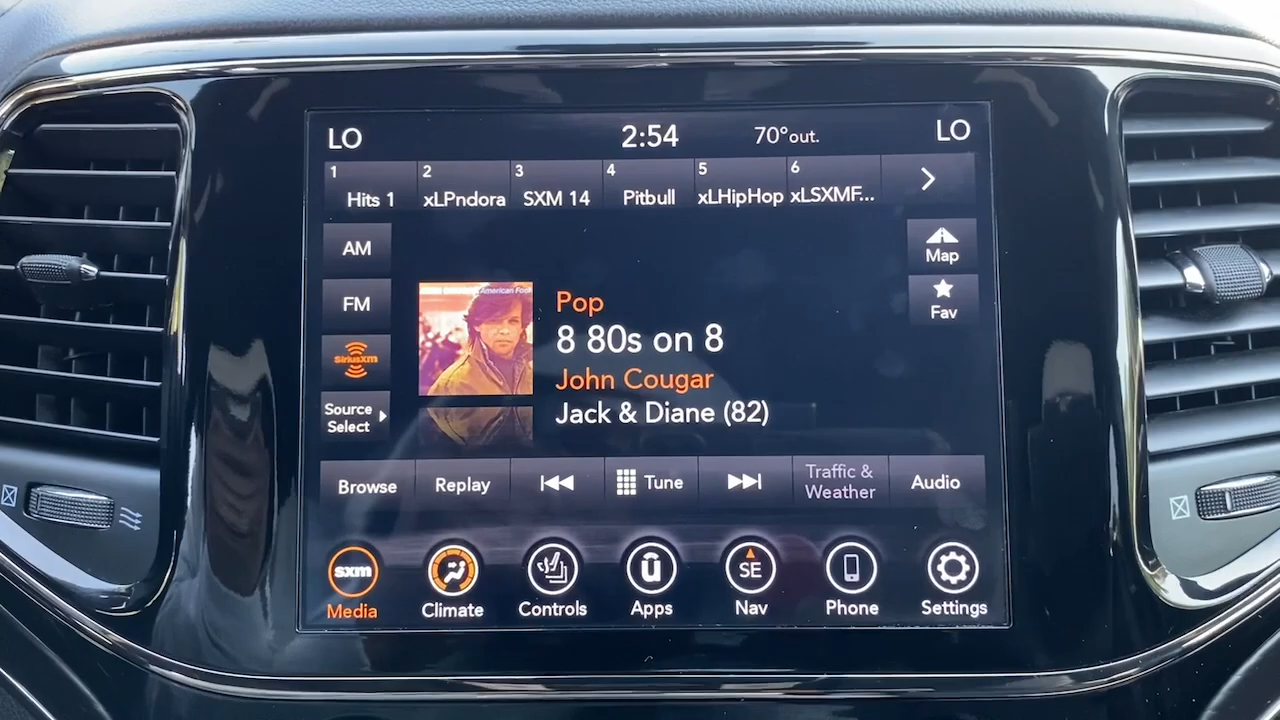 LO 2:54 70°out. LO
1 2 3 4 5 6
Hits 1 xLPndora SXM 14 Pitbull xLHipHop xLSXMF...
AM
Map
FM
Fav
American Fool
Pop
8 80s on 8
SiriusXM
John Cougar
Source
Select
Jack & Diane (82)
Browse Replay Tune Traffic &
Weather Audio
sxm SE
Media Climate Controls Apps Nav Phone Settings